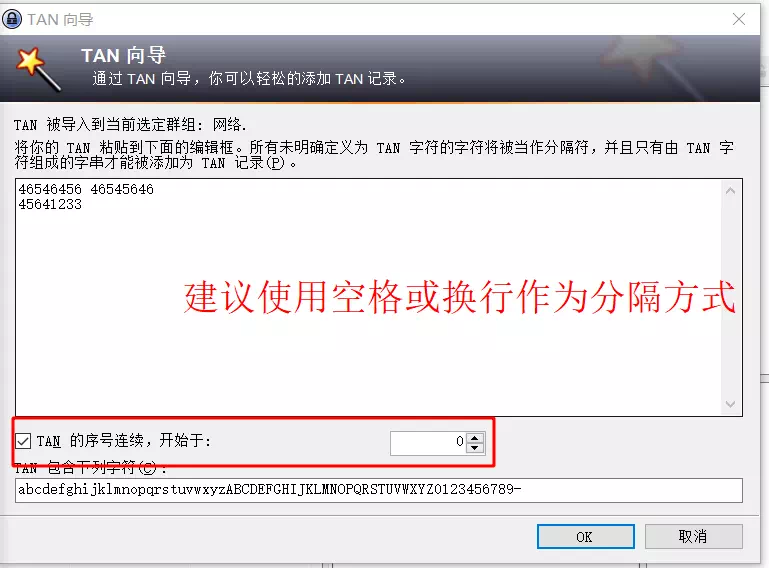 TAN 向导
TAN 向导
通过 TAN 向导，你可以轻松的添加 TAN 记录。
TAN 被导入到当前选定群组: 网络.
将你的 TAN 粘贴到下面的编辑框。所有未明确定义为 TAN 字符的字符将被当作分隔符，并且只有由 TAN 字
符组成的字串才能被添加为 TAN 记录(P)。
46546456 46545646
45641233
建议使用空格或换行作为分隔方式
TAN 的序号连续，开始于: 0
TAN 包含下列字符(C):
abcdefghijklmnopqrstuvwxyzABCDEFGHIJKLMNOPQRSTUVWXYZ0123456789-
OK 取消